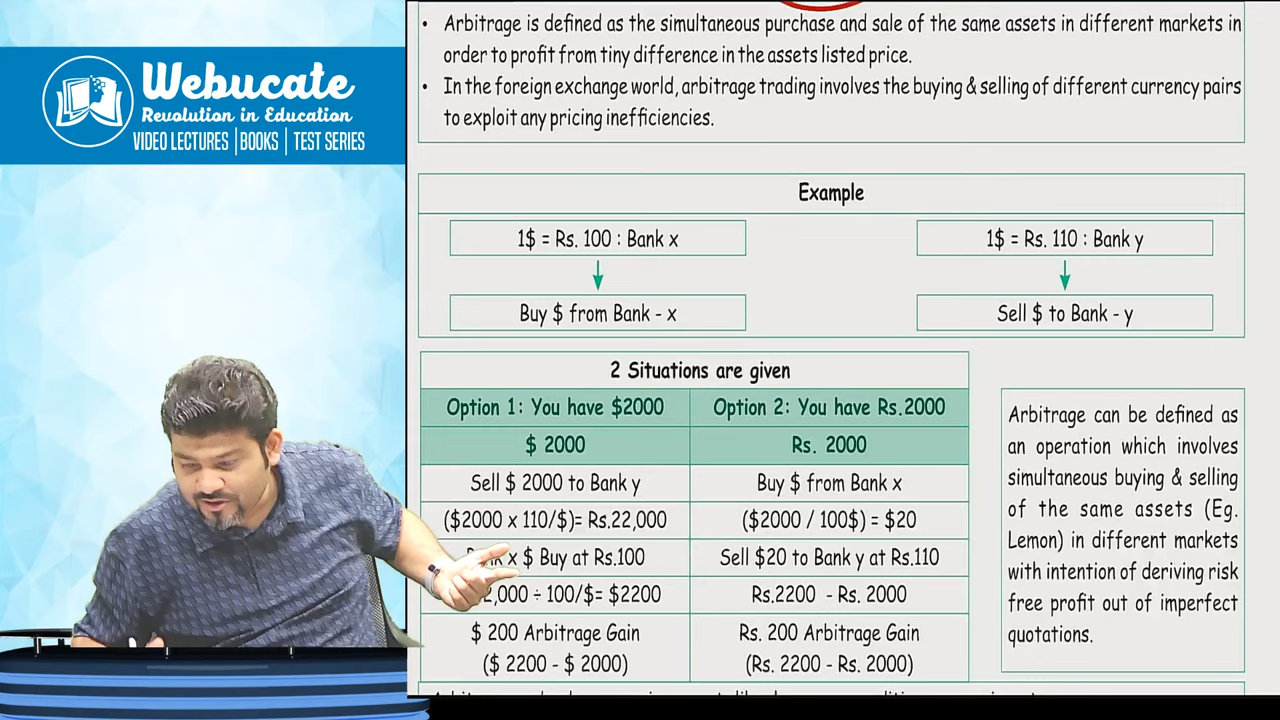 Webucate
Revolution in Education
VIDEO LECTURES | BOOKS | TEST SERIES
• Arbitrage is defined as the simultaneous purchase and sale of the same assets in different markets in
order to profit from tiny difference in the assets listed price.
• In the foreign exchange world, arbitrage trading involves the buying & selling of different currency pairs
to exploit any pricing inefficiencies.
Example
1$ = Rs. 100 : Bank x
1$ = Rs. 110 : Bank y
Buy $ from Bank - x
Sell $ to Bank - y
2 Situations are given
Option 1: You have $2000
Option 2: You have Rs.2000
$ 2000
Rs. 2000
Sell $ 2000 to Bank y
Buy $ from Bank x
($2000 x 110/$)= Rs.22,000
($2000 / 100$) = $20
x $ Buy at Rs.100
Sell $20 to Bank y at Rs.110
2,000 ÷ 100/$= $2200
Rs.2200 - Rs. 2000
$ 200 Arbitrage Gain
($ 2200 - $ 2000)
Rs. 200 Arbitrage Gain
(Rs. 2200 - Rs. 2000)
Arbitrage can be defined as
an operation which involves
simultaneous buying & selling
of the same assets (Eg.
Lemon) in different markets
with intention of deriving risk
free profit out of imperfect
quotations.